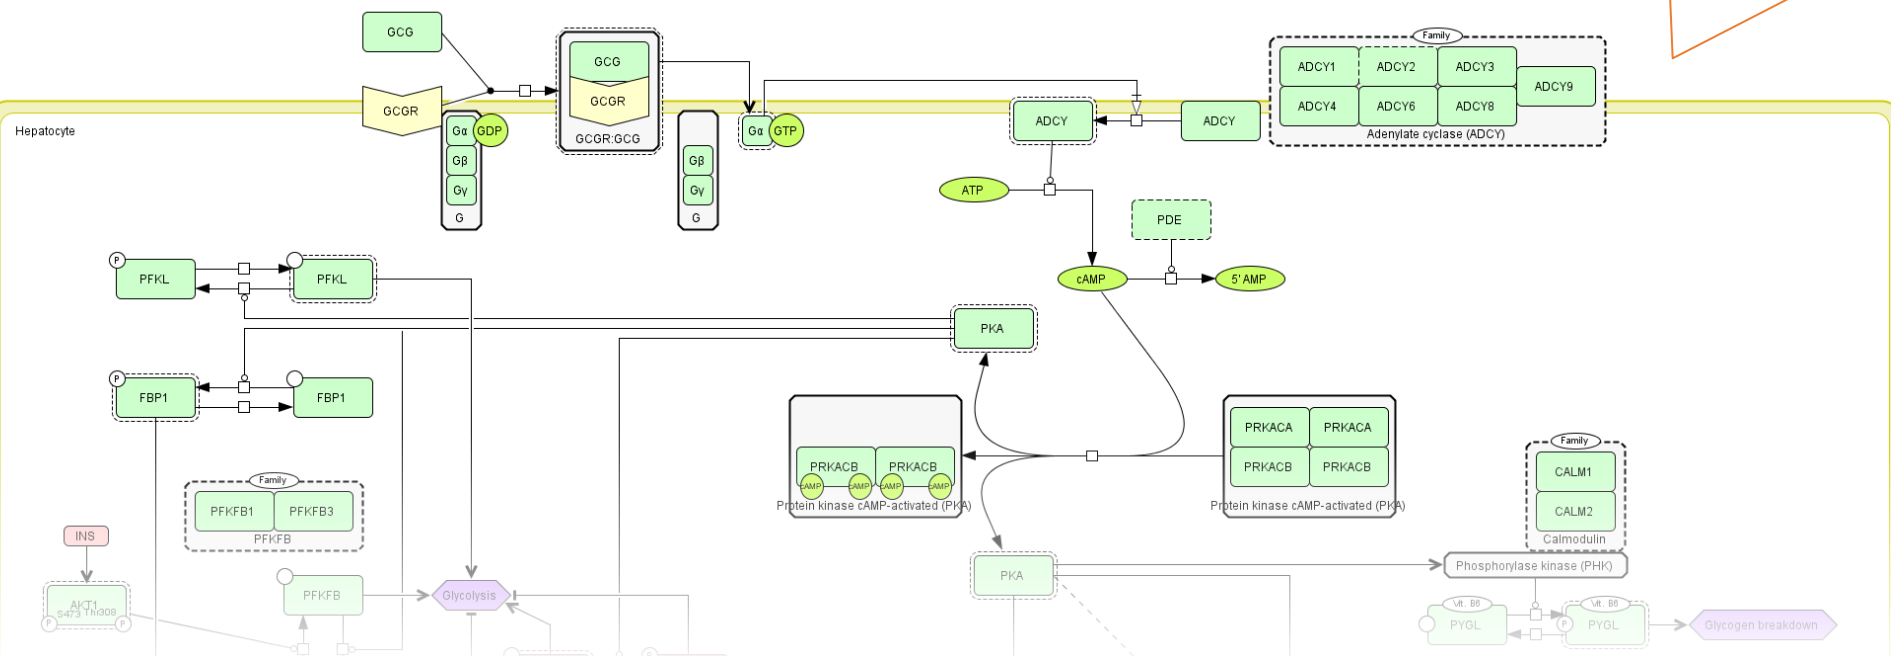 GCG
GCG
GCGR
GCGR
GCGR:GCG
Gα
GDP
Gβ
Gγ
G
Gβ
Gγ
G
Gα
GTP
ADCY
ADCY
Family
ADCY1
ADCY2
ADCY3
ADCY9
ADCY4
ADCY6
ADCY8
Adenylate cyclase (ADCY)
Hepatocyte
ATP
PDE
cAMP
5' AMP
P
PFKL
PFKL
PKA
P
FBP1
FBP1
PRKACB
PRKACB
cAMP
cAMP
cAMP
cAMP
Protein kinase cAMP-activated (PKA)
PRKACA
PRKACA
PRKACB
PRKACB
Protein kinase cAMP-activated (PKA)
Family
CALM1
CALM2
Calmodulin
Family
PFKFB1
PFKFB3
PFKFB
INS
AKT1
S473
Thr308
P
P
PFKFB
Glycolysis
PKA
Phosphorylase kinase (PHK)
Vit. B6
PYGL
Vit. B6
P
PYGL
Glycogen breakdown
P